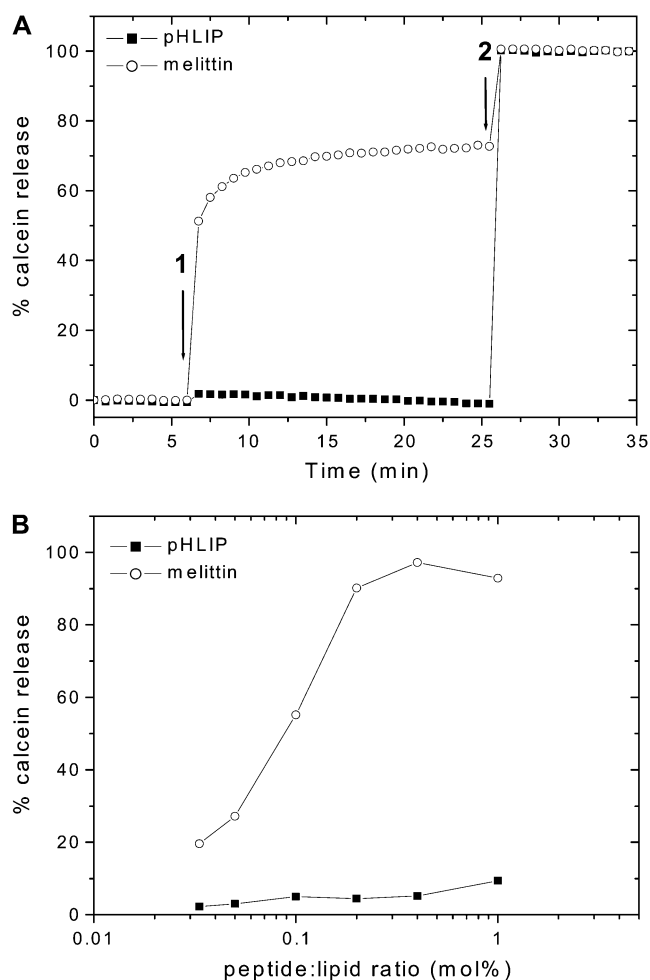 A
pHLIP
melittin
100
80
60
40
20
0
% calcein release
1
2
0 5 10 15 20 25 30 35
Time (min)
B
pHLIP
melittin
100
80
60
40
20
0
% calcein release
0.01 0.1 1
peptide:lipid ratio (mol%)